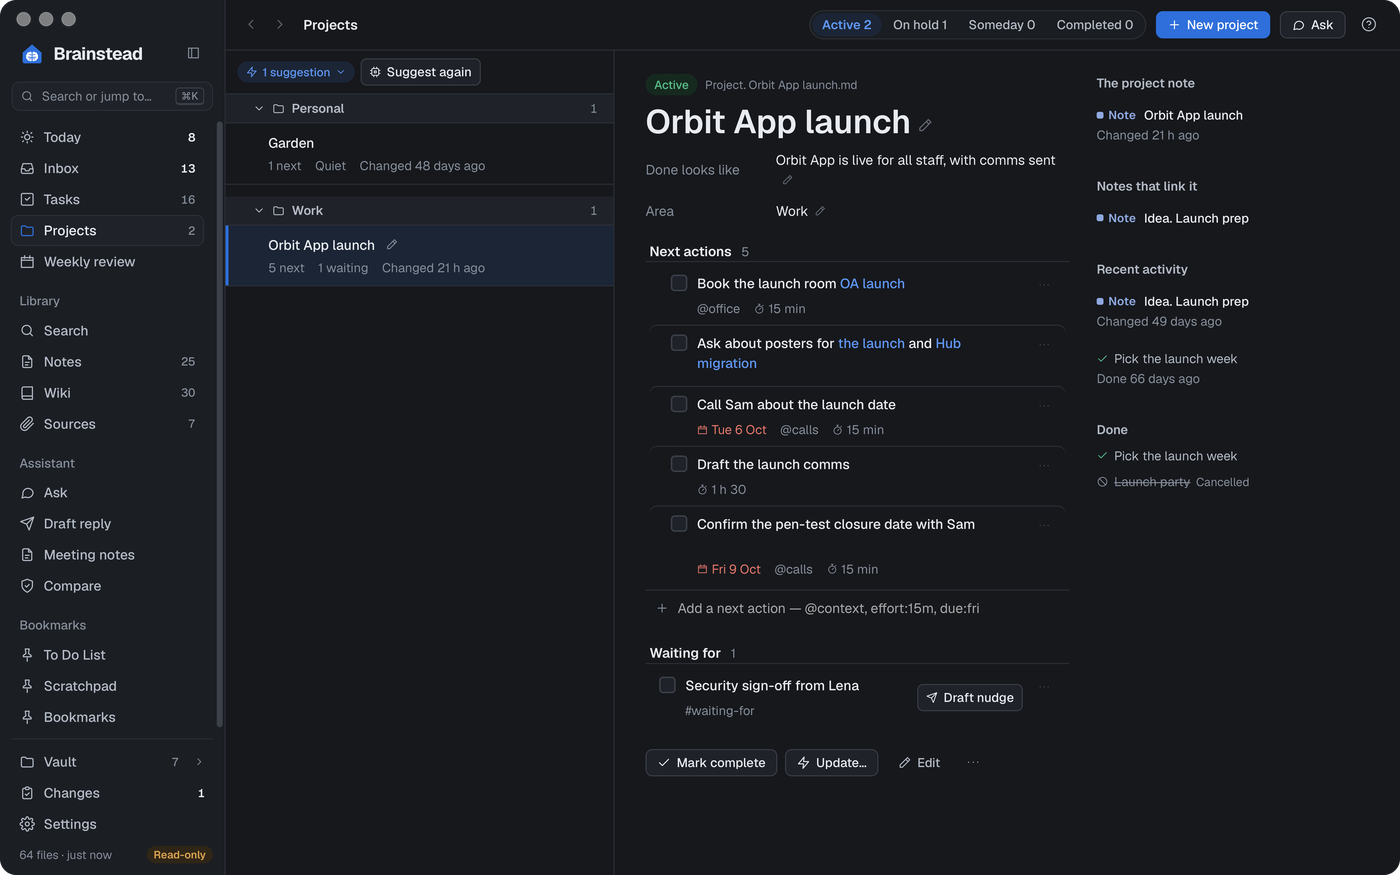 Brainstead
Search or jump to… ⌘K
Today 8
Inbox 13
Tasks 16
Projects 2
Weekly review
Library
Search
Notes 25
Wiki 30
Sources 7
Assistant
Ask
Draft reply
Meeting notes
Compare
Bookmarks
To Do List
Scratchpad
Bookmarks
Vault 7
Changes 1
Settings
64 files · just now Read-only
Projects
Active 2 On hold 1 Someday 0 Completed 0
New project
Ask
1 suggestion
Suggest again
Personal 1
Garden
1 next Quiet Changed 48 days ago
Work 1
Orbit App launch
5 next 1 waiting Changed 21 h ago
Active Project. Orbit App launch.md
Orbit App launch
Done looks like Orbit App is live for all staff, with comms sent
Area Work
Next actions 5
Book the launch room OA launch
@office 15 min
Ask about posters for the launch and Hub
migration
Call Sam about the launch date
Tue 6 Oct @calls 15 min
Draft the launch comms
1 h 30
Confirm the pen-test closure date with Sam
Fri 9 Oct @calls 15 min
Add a next action — @context, effort:15m, due:fri
Waiting for 1
Security sign-off from Lena
#waiting-for
Draft nudge
Mark complete Update… Edit
The project note
Note Orbit App launch
Changed 21 h ago
Notes that link it
Note Idea. Launch prep
Recent activity
Note Idea. Launch prep
Changed 49 days ago
Pick the launch week
Done 66 days ago
Done
Pick the launch week
Launch party Cancelled